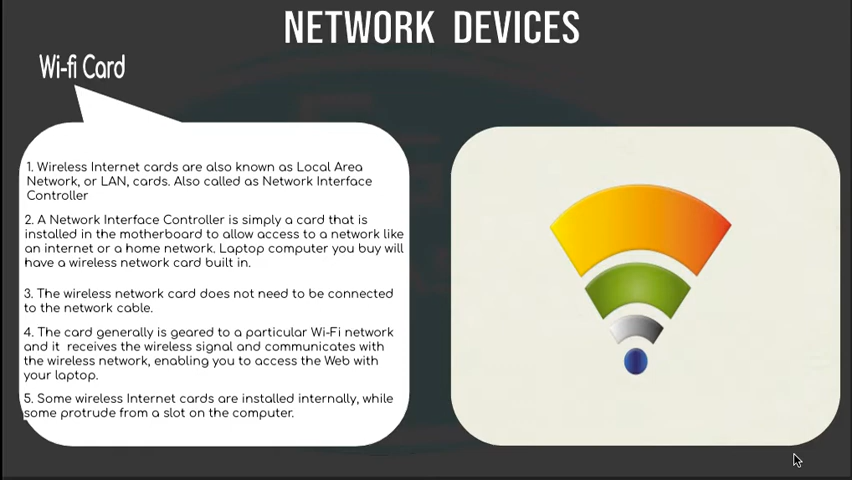 NETWORK DEVICES
Wi-fi Card
1. Wireless Internet cards are also known as Local Area
Network, or LAN, cards. Also called as Network Interface
Controller
2. A Network Interface Controller is simply a card that is
installed in the motherboard to allow access to a network like
an internet or a home network. Laptop computer you buy will
have a wireless network card built in.
3. The wireless network card does not need to be connected
to the network cable.
4. The card generally is geared to a particular Wi-Fi network
and it receives the wireless signal and communicates with
the wireless network, enabling you to access the Web with
your laptop.
5. Some wireless Internet cards are installed internally, while
some protrude from a slot on the computer.